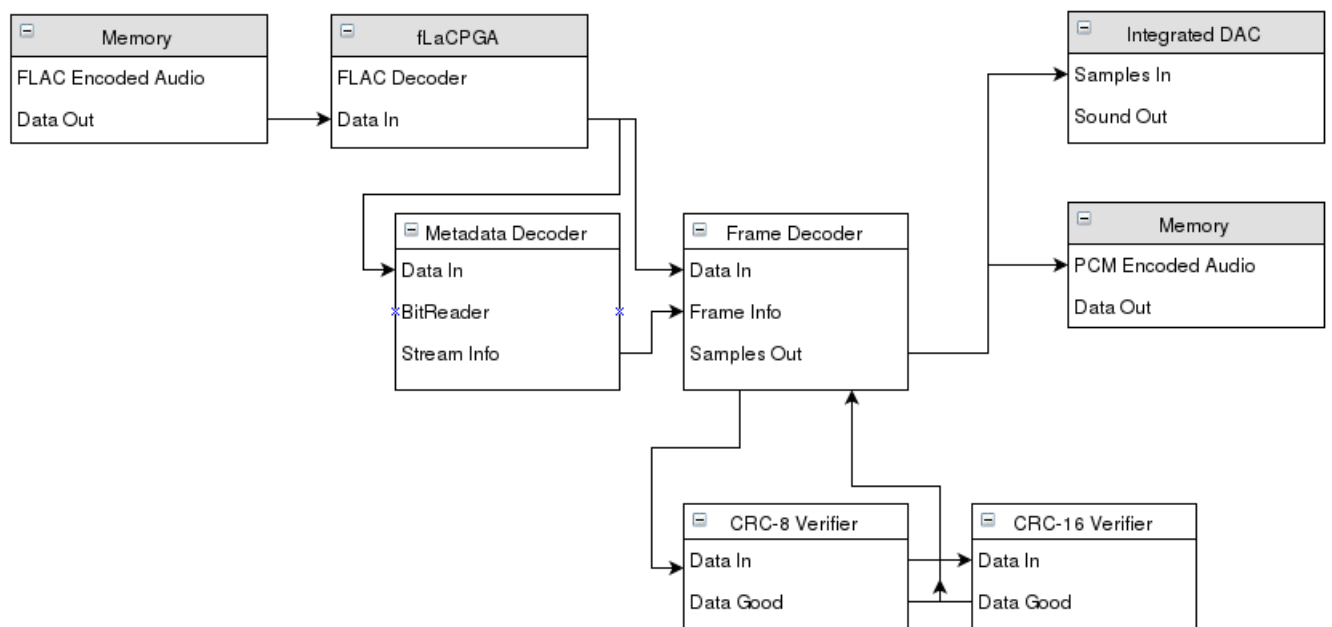 Memory
FLAC Encoded Audio
Data Out
fLaCPGA
FLAC Decoder
Data In
Integrated DAC
Samples In
Sound Out
Metadata Decoder
Data In
BitReader
Stream Info
Frame Decoder
Data In
Frame Info
Samples Out
Memory
PCM Encoded Audio
Data Out
CRC-8 Verifier
Data In
Data Good
CRC-16 Verifier
Data In
Data Good